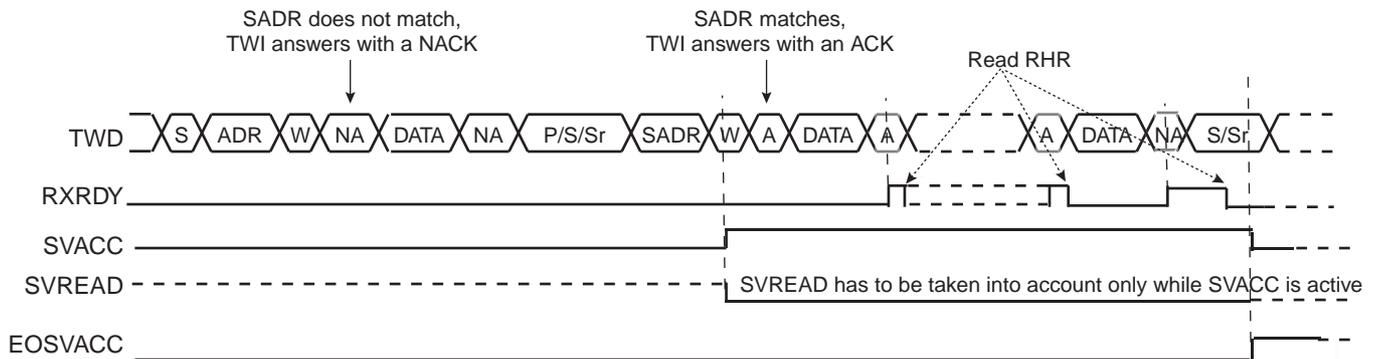 SADR does not match,
TWI answers with a NACK
SADR matches,
TWI answers with an ACK
Read RHR
TWD S ADR W NA DATA NA P/S/Sr SADR W A DATA A A DATA NA S/Sr
RXRDY
SVACC
SVREAD SVREAD has to be taken into account only while SVACC is active
EOSVACC